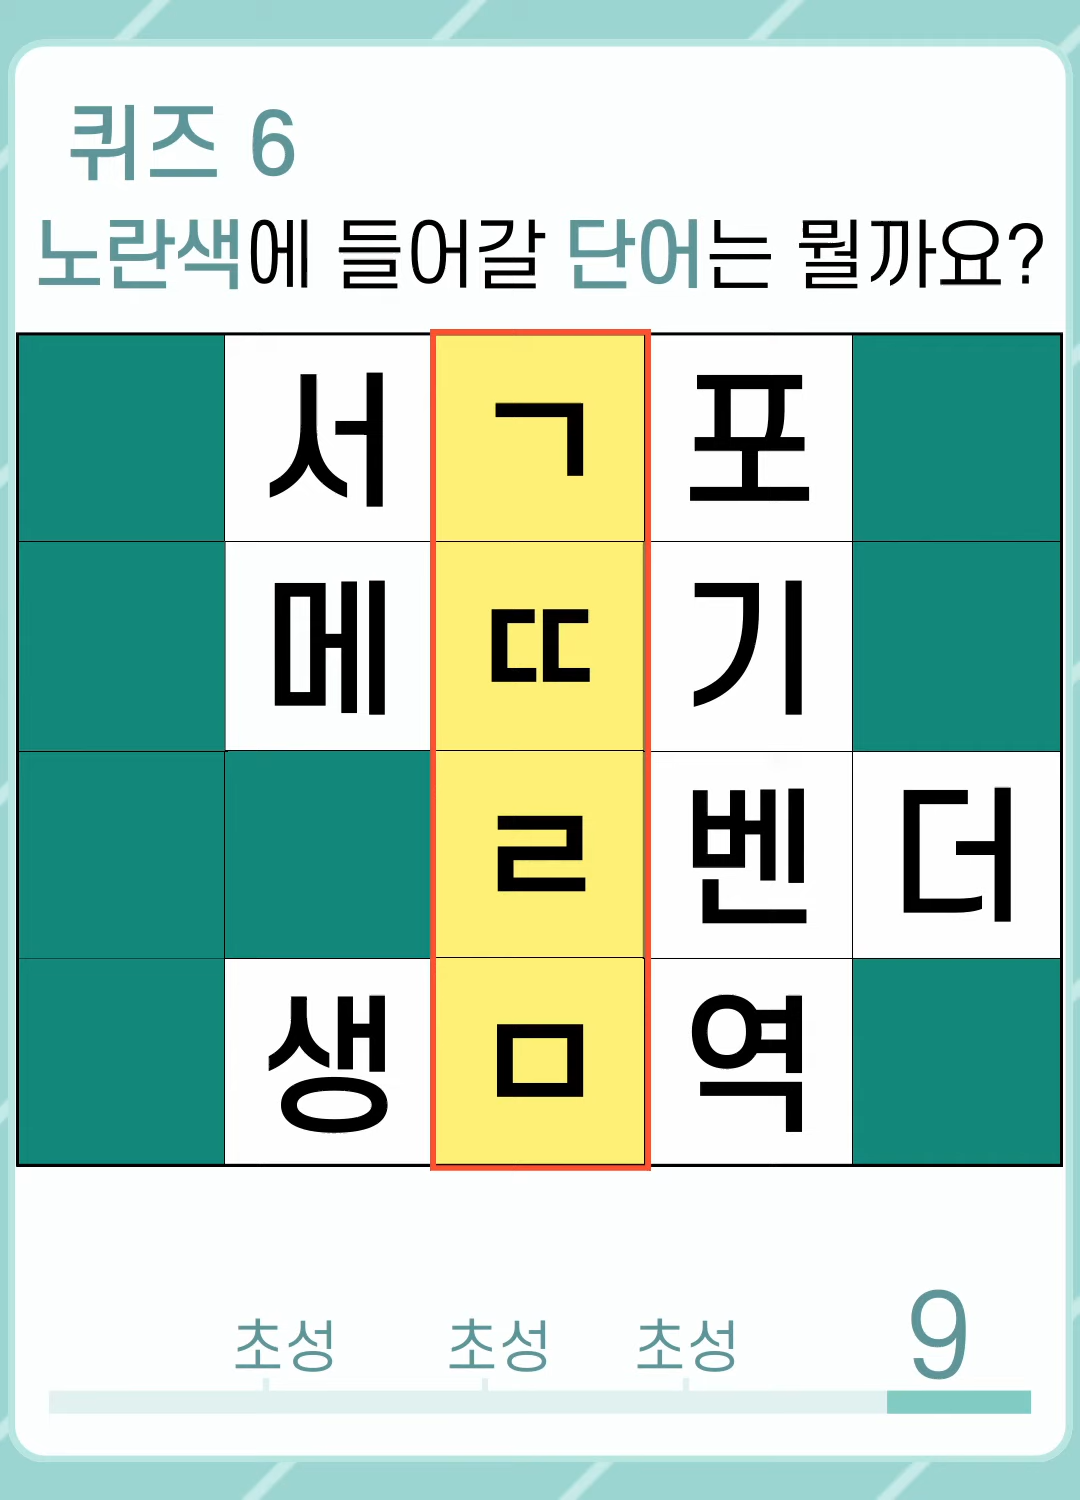 퀴즈 6
노란색에 들어갈 단어는 뭘까요?
서 ㄱ 포
메 ㄸ 기
ㄹ 벤 더
생 ㅁ 역
초성 초성 초성 9